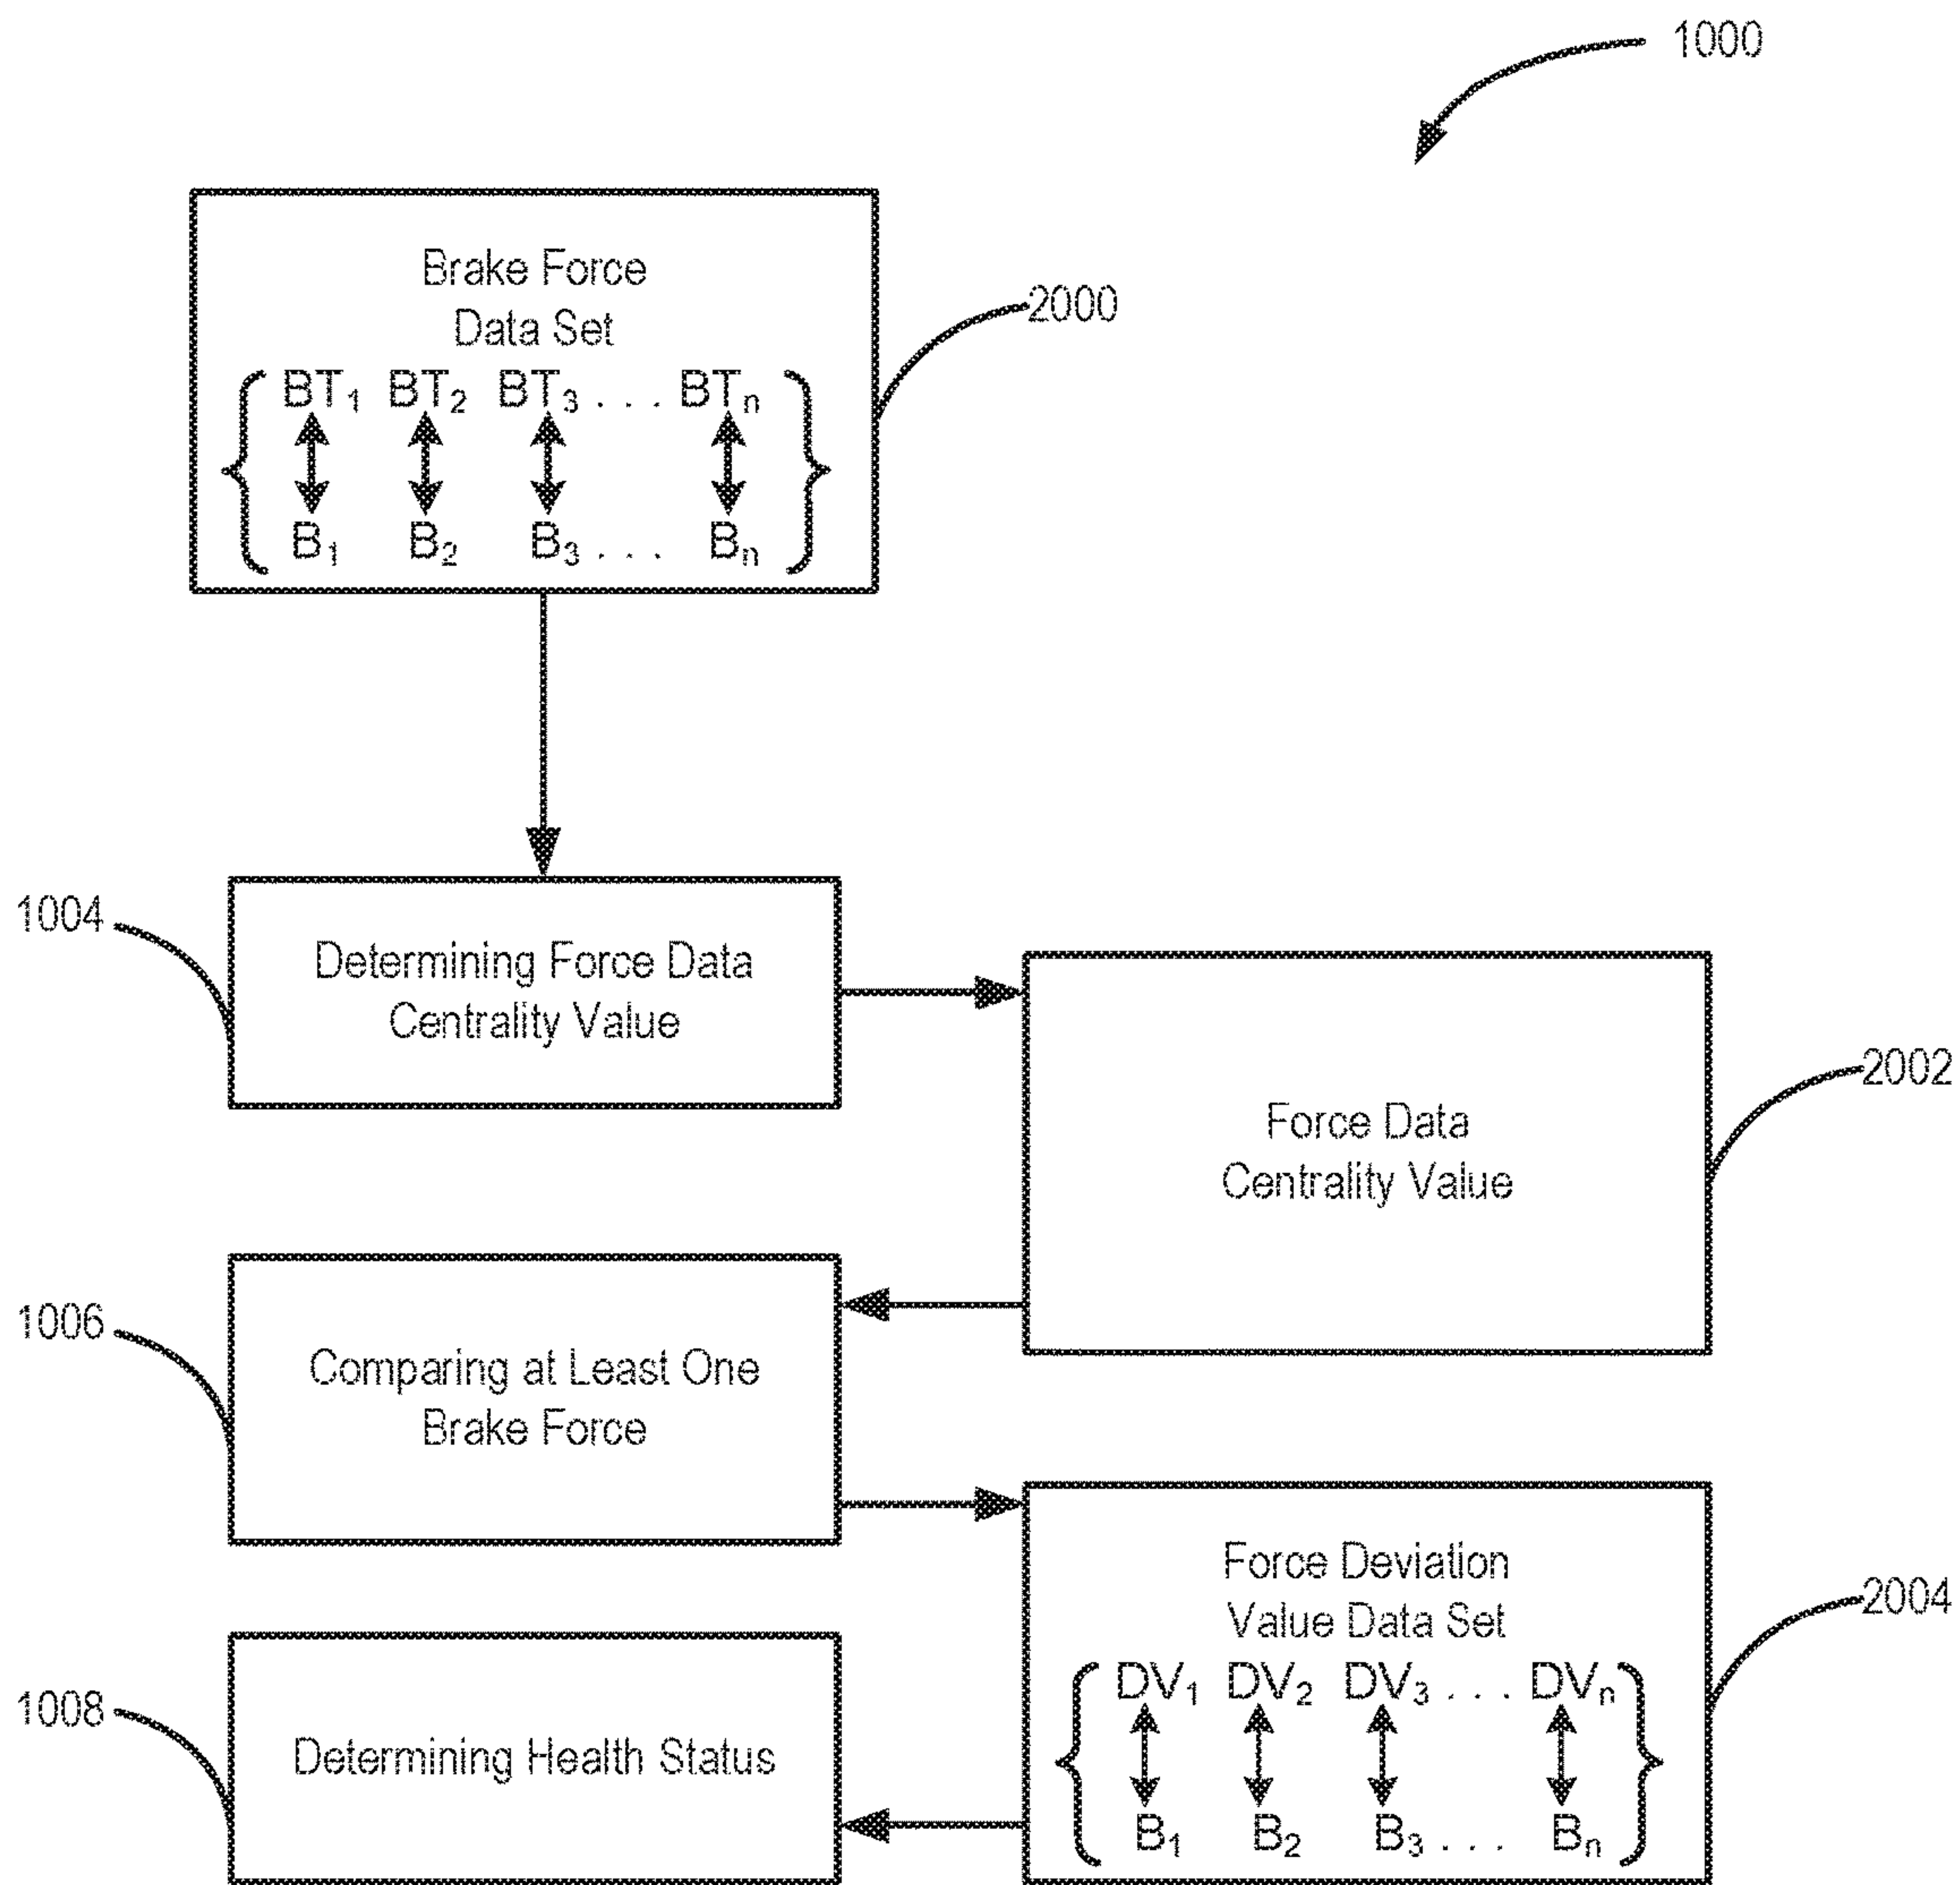 1000
Brake Force
Data Set
2000
BT₁ BT₂ BT₃ . . . BTₙ
B₁ B₂ B₃ . . . Bₙ
1004
Determining Force Data
Centrality Value
Force Data
Centrality Value
2002
1006
Comparing at Least One
Brake Force
Force Deviation
Value Data Set
2004
DV₁ DV₂ DV₃ . . . DVₙ
B₁ B₂ B₃ . . . Bₙ
1008
Determining Health Status